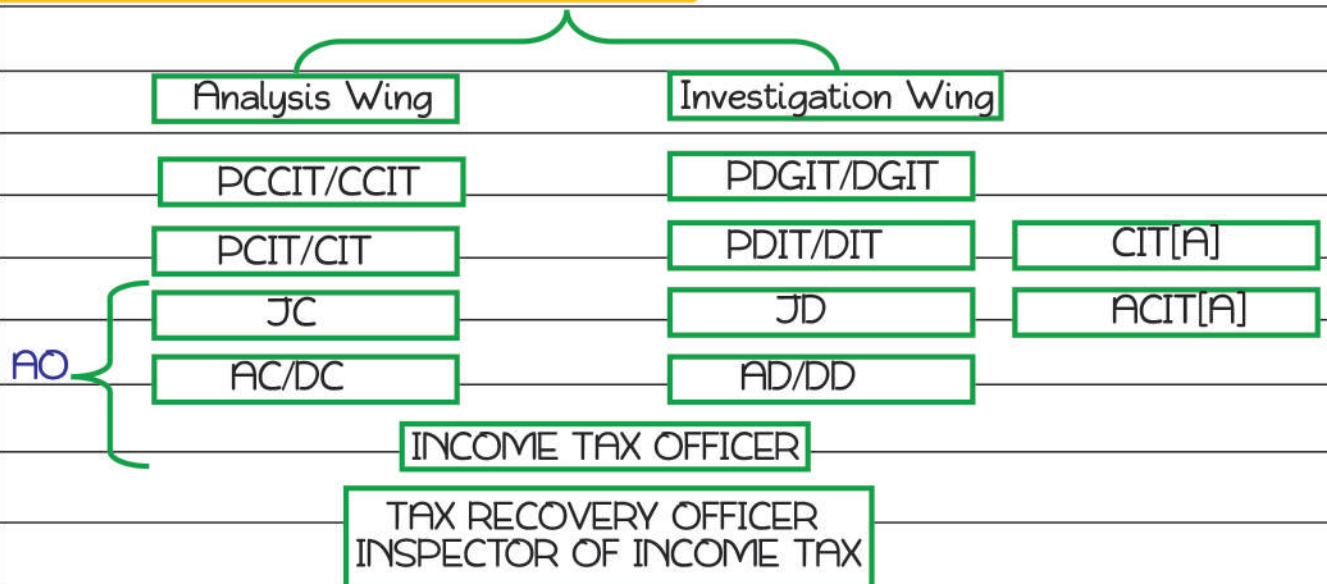 Analysis Wing
Investigation Wing
PCCIT/CCIT
PDGIT/DGIT
PCIT/CIT
PDIT/DIT
CIT[A]
JC
JD
ACIT[A]
AO
AC/DC
AD/DD
INCOME TAX OFFICER
TAX RECOVERY OFFICER
INSPECTOR OF INCOME TAX